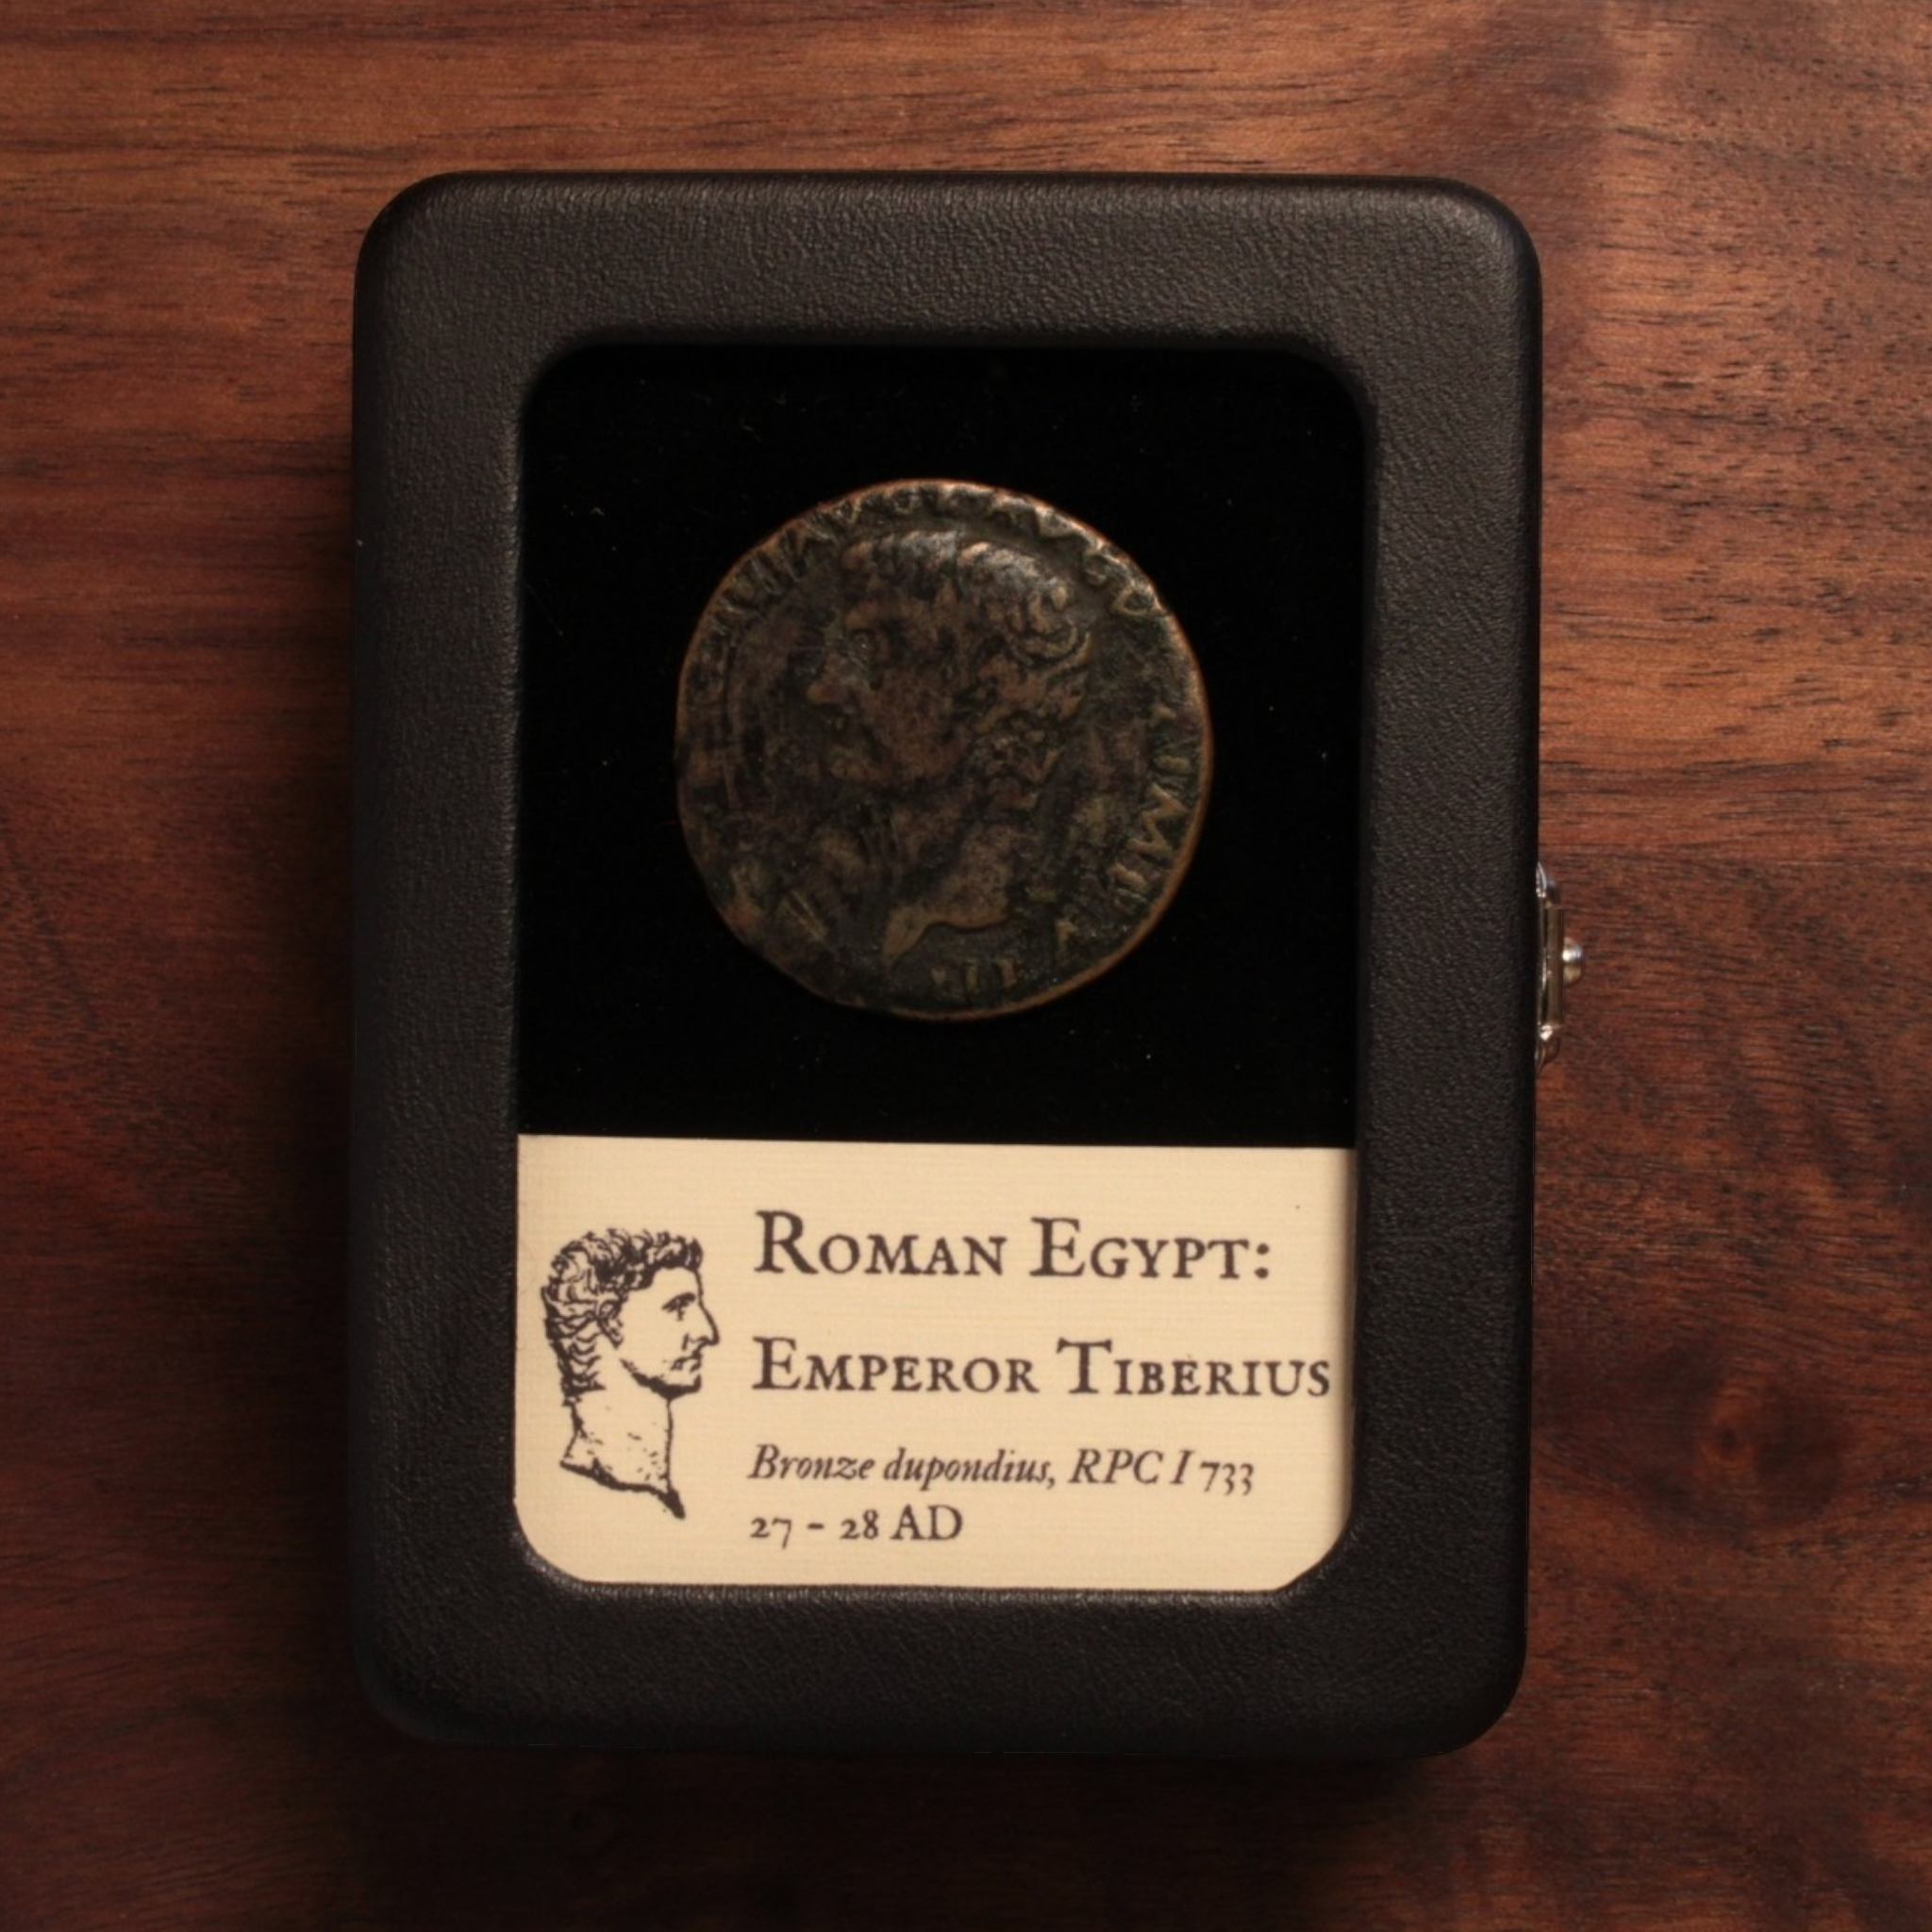 Roman Egypt:
Emperor Tiberius
Bronze dupondius, RPC I 733
27 - 28 AD